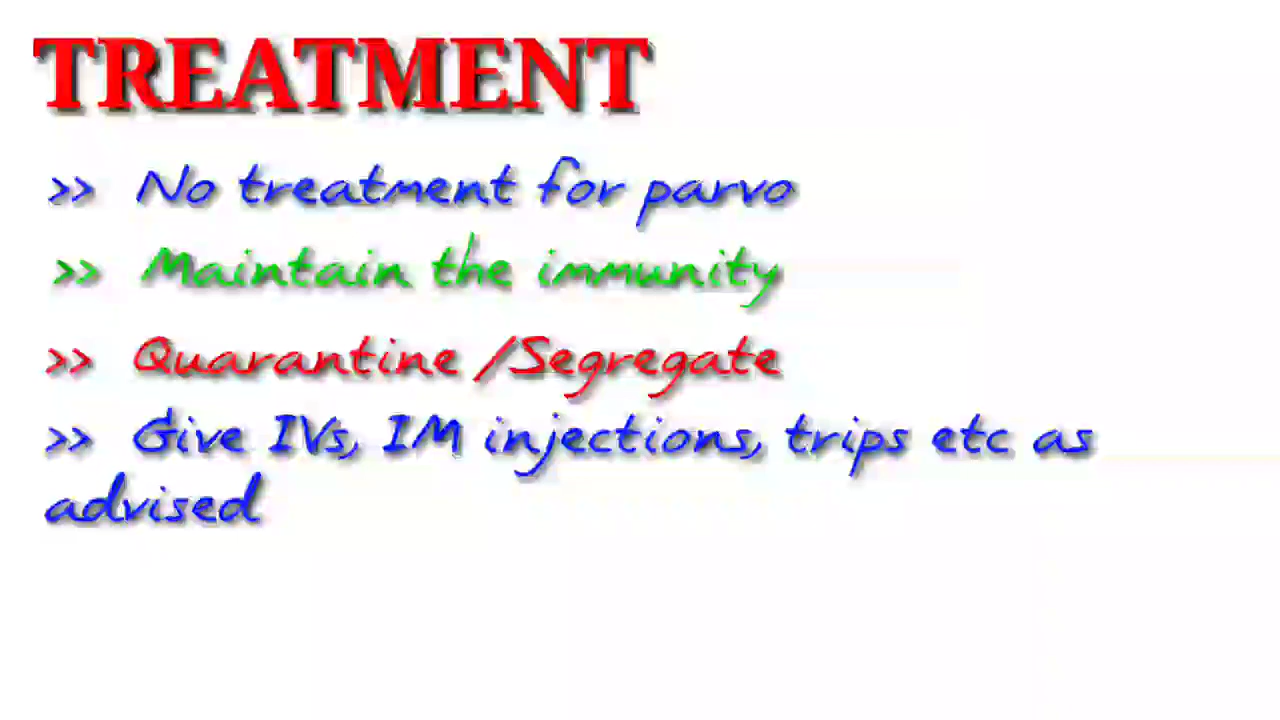 TREATMENT
>> No treatment for parvo
>> Maintain the immunity
>> Quarantine /Segregate
>> Give IVs, IM injections, trips etc as
advised